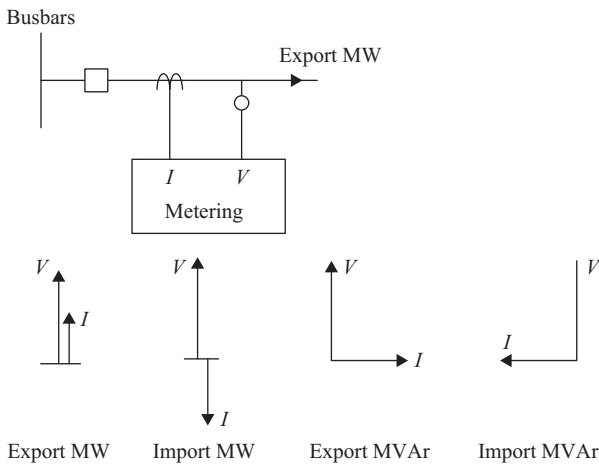 Busbars
Export MW
I V
Metering
V I
V I
V I
V I
Export MW Import MW Export MVAr Import MVAr